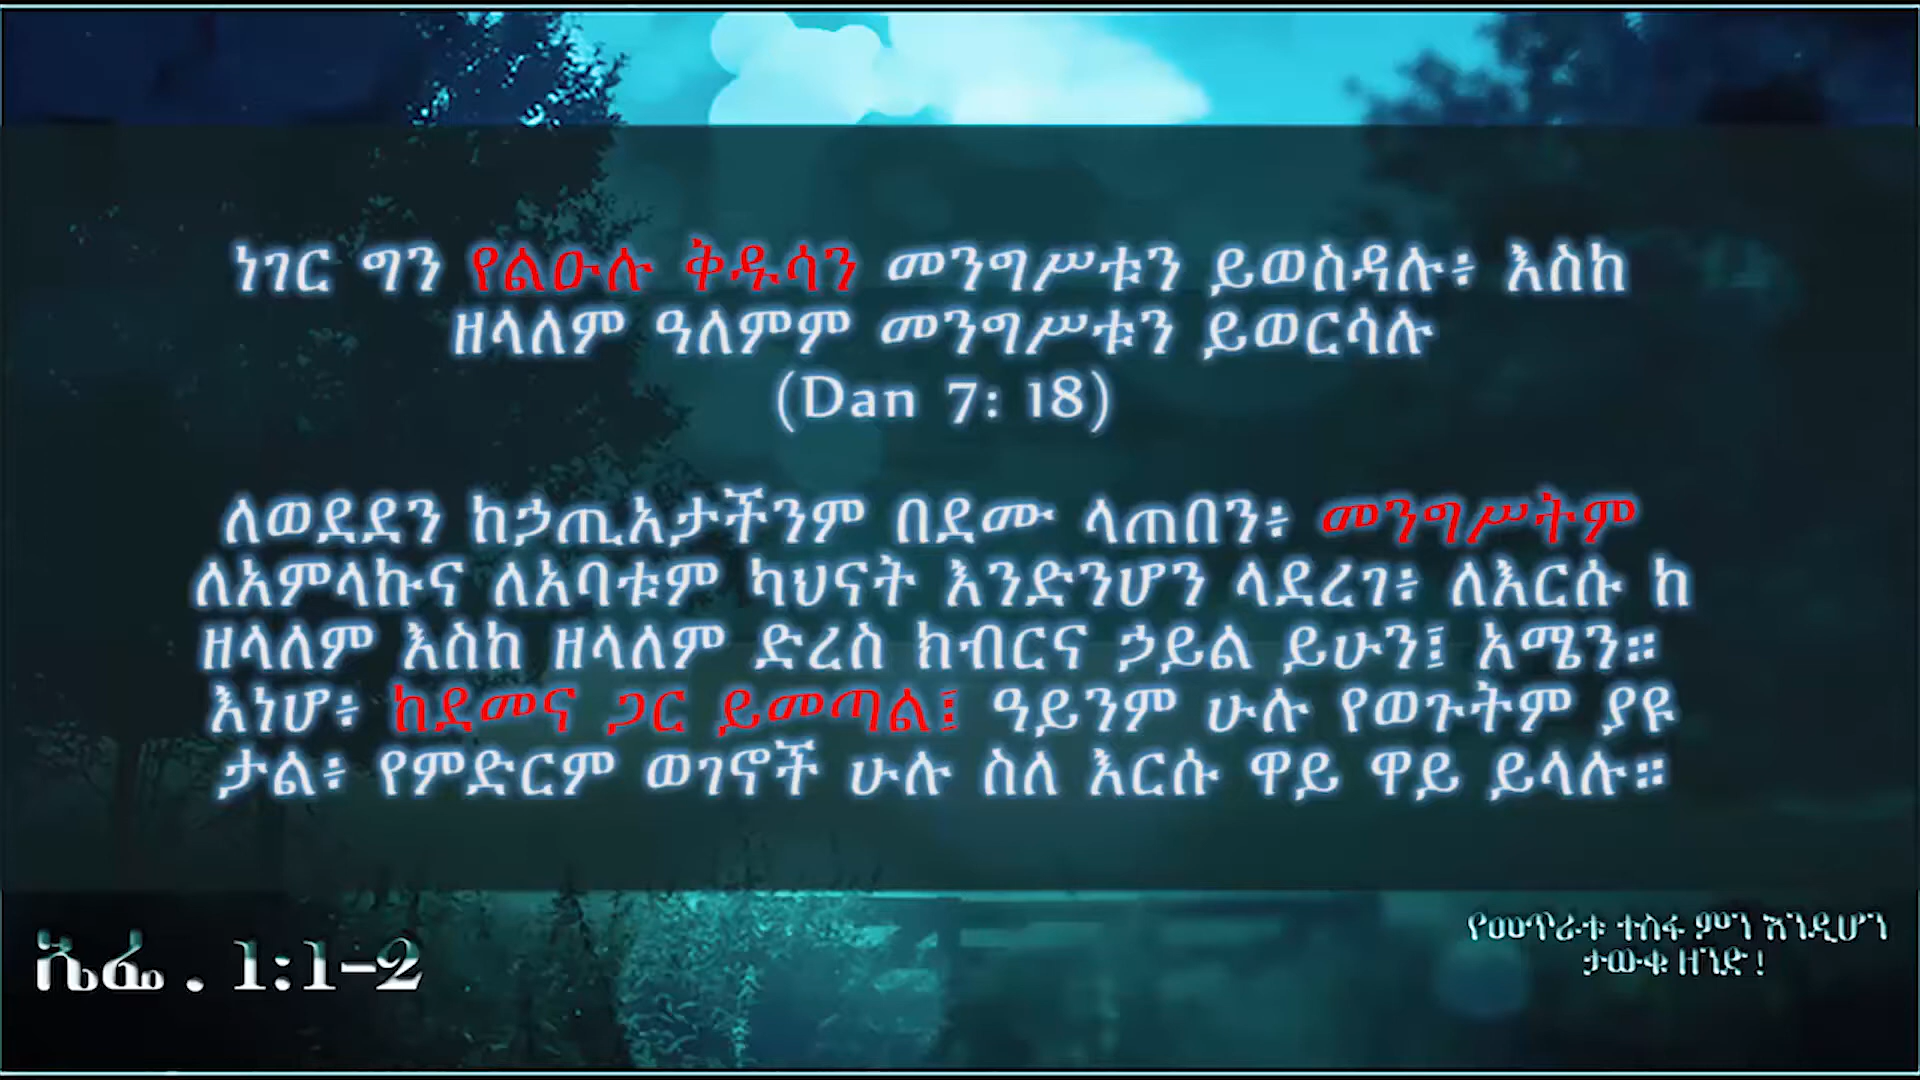 ነገር ግን የልዑሉ ቅዱሳን መንግሥቱን ይወስዳሉ፥ እስከ
ዘላለም ዓለምም መንግሥቱን ይወርሳሉ
(Dan 7: 18)
ለወደደን ከኃጢአታችንም በደሙ ላጠበን፥ መንግሥትም
ለአምላኩና ለአባቱም ካህናት እንድንሆን ላደረገ፥ ለእርሱ ከ
ዘላለም እስከ ዘላለም ድረስ ክብርና ኃይል ይሁን፤ አሜን።
እነሆ፥ ከደመና ጋር ይመጣል፤ ዓይንም ሁሉ የወጉትም ያዩ
ታል፥ የምድርም ወገኖች ሁሉ ስለ እርሱ ዋይ ዋይ ይላሉ።
ኤፌ . 1:1-2
የመጥራቱ ተስፋ ምን እንዲሆን
ታውቁ ዘንድ !